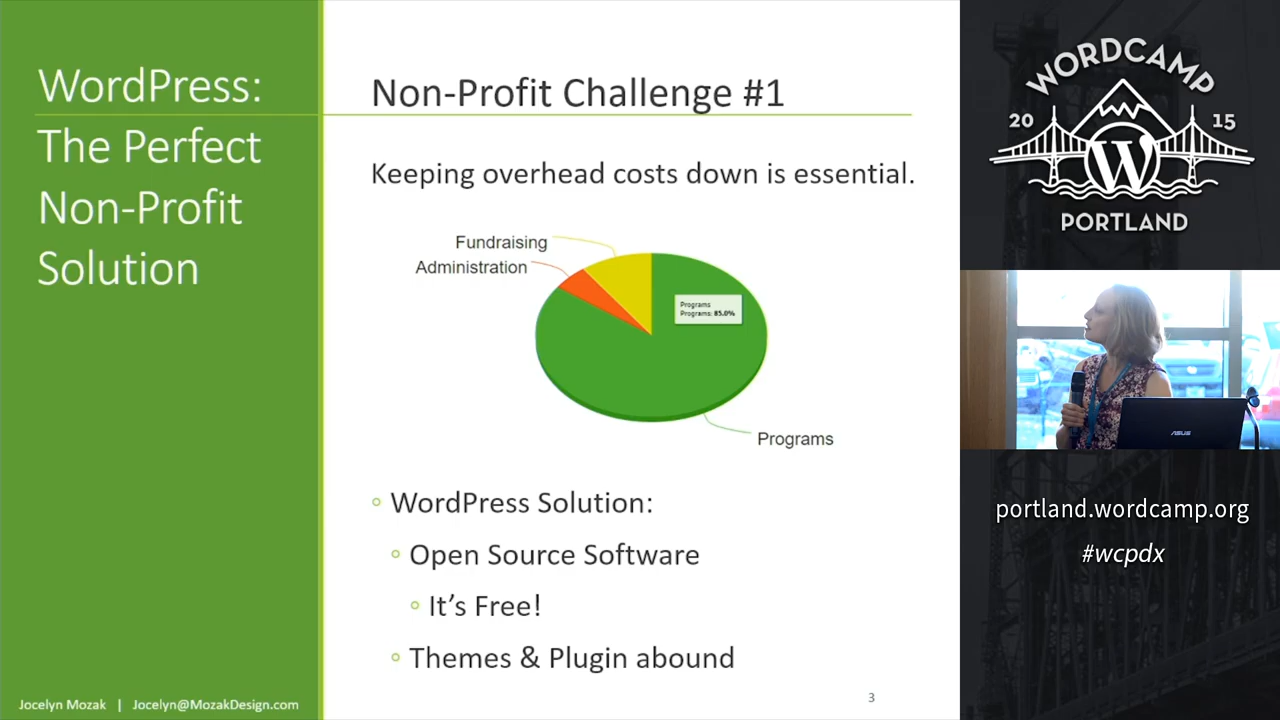 WordPress:
The Perfect
Non-Profit
Solution
Non-Profit Challenge #1
Keeping overhead costs down is essential.
Fundraising
Administration
Programs
Programs: 85.0%
Programs
WordPress Solution:
Open Source Software
It's Free!
Themes & Plugin abound
Jocelyn Mozak | Jocelyn@MozakDesign.com
3
WORDCAMP
20 15
W
PORTLAND
ASUS
portland.wordcamp.org
#wcpdx